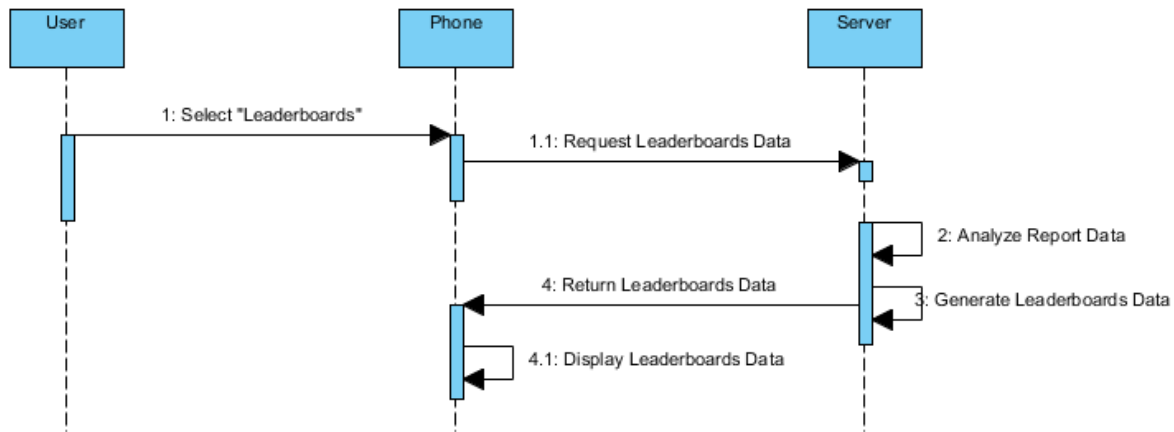 User
Phone
Server
1: Select "Leaderboards"
1.1: Request Leaderboards Data
2: Analyze Report Data
4: Return Leaderboards Data
3: Generate Leaderboards Data
4.1: Display Leaderboards Data